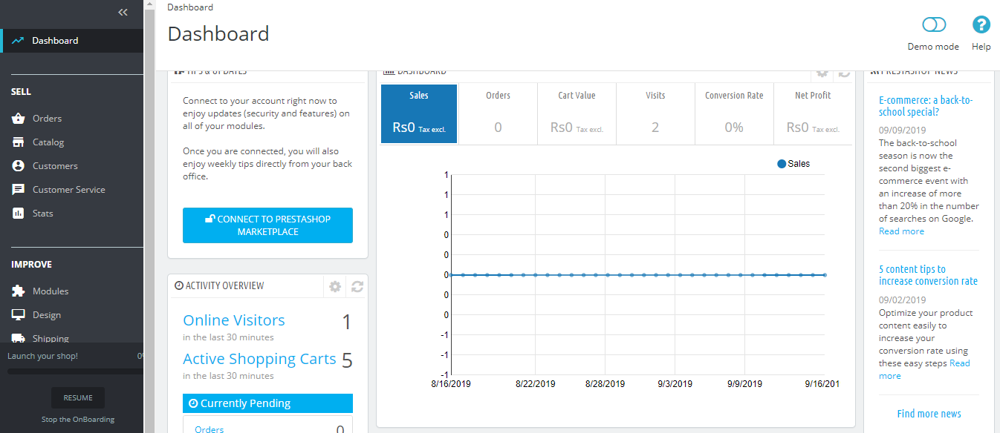 Dashboard
Dashboard
Demo mode
Help
Dashboard
SELL
Orders
Catalog
Customers
Customer Service
Stats
IMPROVE
Modules
Design
Shipping
Launch your shop!
0%
RESUME
Stop the OnBoarding
TIPS & UPDATES
Connect to your account right now to
enjoy updates (security and features) on
all of your modules.
Once you are connected, you will also
enjoy weekly tips directly from your back
office.
CONNECT TO PRESTASHOP
MARKETPLACE
ACTIVITY OVERVIEW
Online Visitors 1
in the last 30 minutes
Active Shopping Carts 5
in the last 30 minutes
Currently Pending
Orders 0
DASHBOARD
Sales
Rs0 Tax excl.
Orders
0
Cart Value
Rs0 Tax excl.
Visits
2
Conversion Rate
0%
Net Profit
Rs0 Tax excl.
Sales
1
1
1
0
0
0
0
0
-1
-1
-1
8/16/2019 8/22/2019 8/28/2019 9/3/2019 9/9/2019 9/16/201
PRESTASHOP NEWS
E-commerce: a back-to-
school special?
09/09/2019
The back-to-school
season is now the
second biggest e-
commerce event with
an increase of more
than 20% in the number
of searches on Google.
Read more
5 content tips to
increase conversion rate
09/02/2019
Optimize your product
content easily to
increase your
conversion rate using
these easy steps Read
more
Find more news